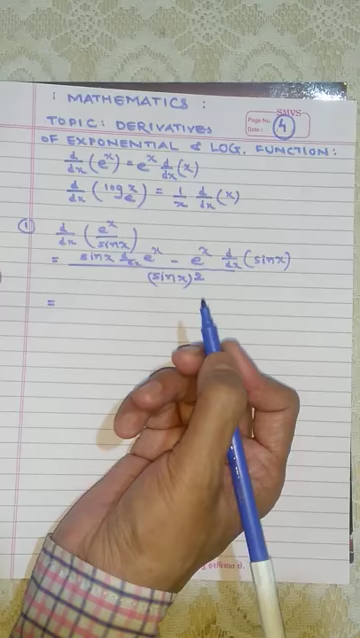 : MATHEMATICS :
SMVS
Page No. 4
Date :
TOPIC: DERIVATIVES
OF EXPONENTIAL & LOG. FUNCTION:
d/dx (e^x) = e^x d/dx (x)
d/dx (log_e^x) = 1/x d/dx (x)
① d/dx (e^x / sinx)
= (sinx d/dx e^x - e^x d/dx (sinx)) / (sinx)^2
=